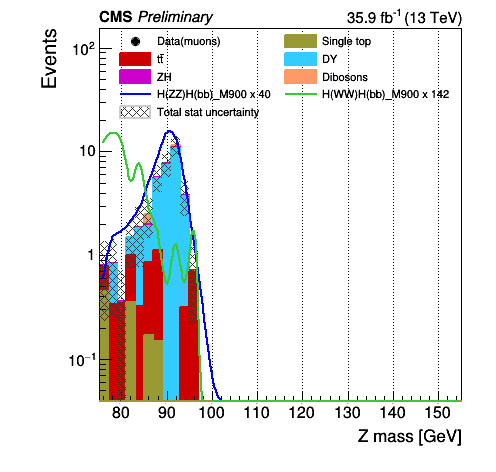 CMS Preliminary 35.9 fb⁻¹ (13 TeV)
Events
Data(muons) Single top
tt̄ DY
ZH Dibosons
H(ZZ)H(bb)_M900 x 40 H(WW)H(bb)_M900 x 142
Total stat uncertainty
10²
10
1
10⁻¹
80 90 100 110 120 130 140 150
Z mass [GeV]